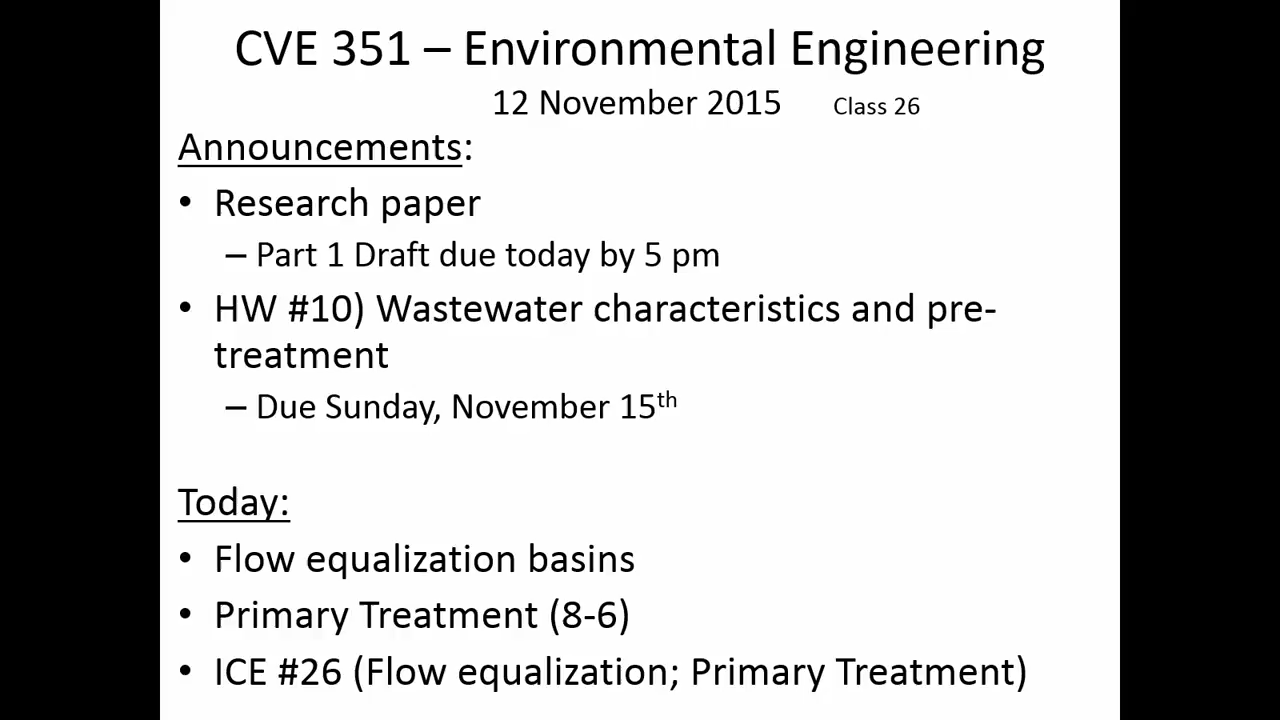 CVE 351 – Environmental Engineering
12 November 2015 Class 26
Announcements:
• Research paper
– Part 1 Draft due today by 5 pm
• HW #10) Wastewater characteristics and pre-
treatment
– Due Sunday, November 15th
Today:
• Flow equalization basins
• Primary Treatment (8-6)
• ICE #26 (Flow equalization; Primary Treatment)